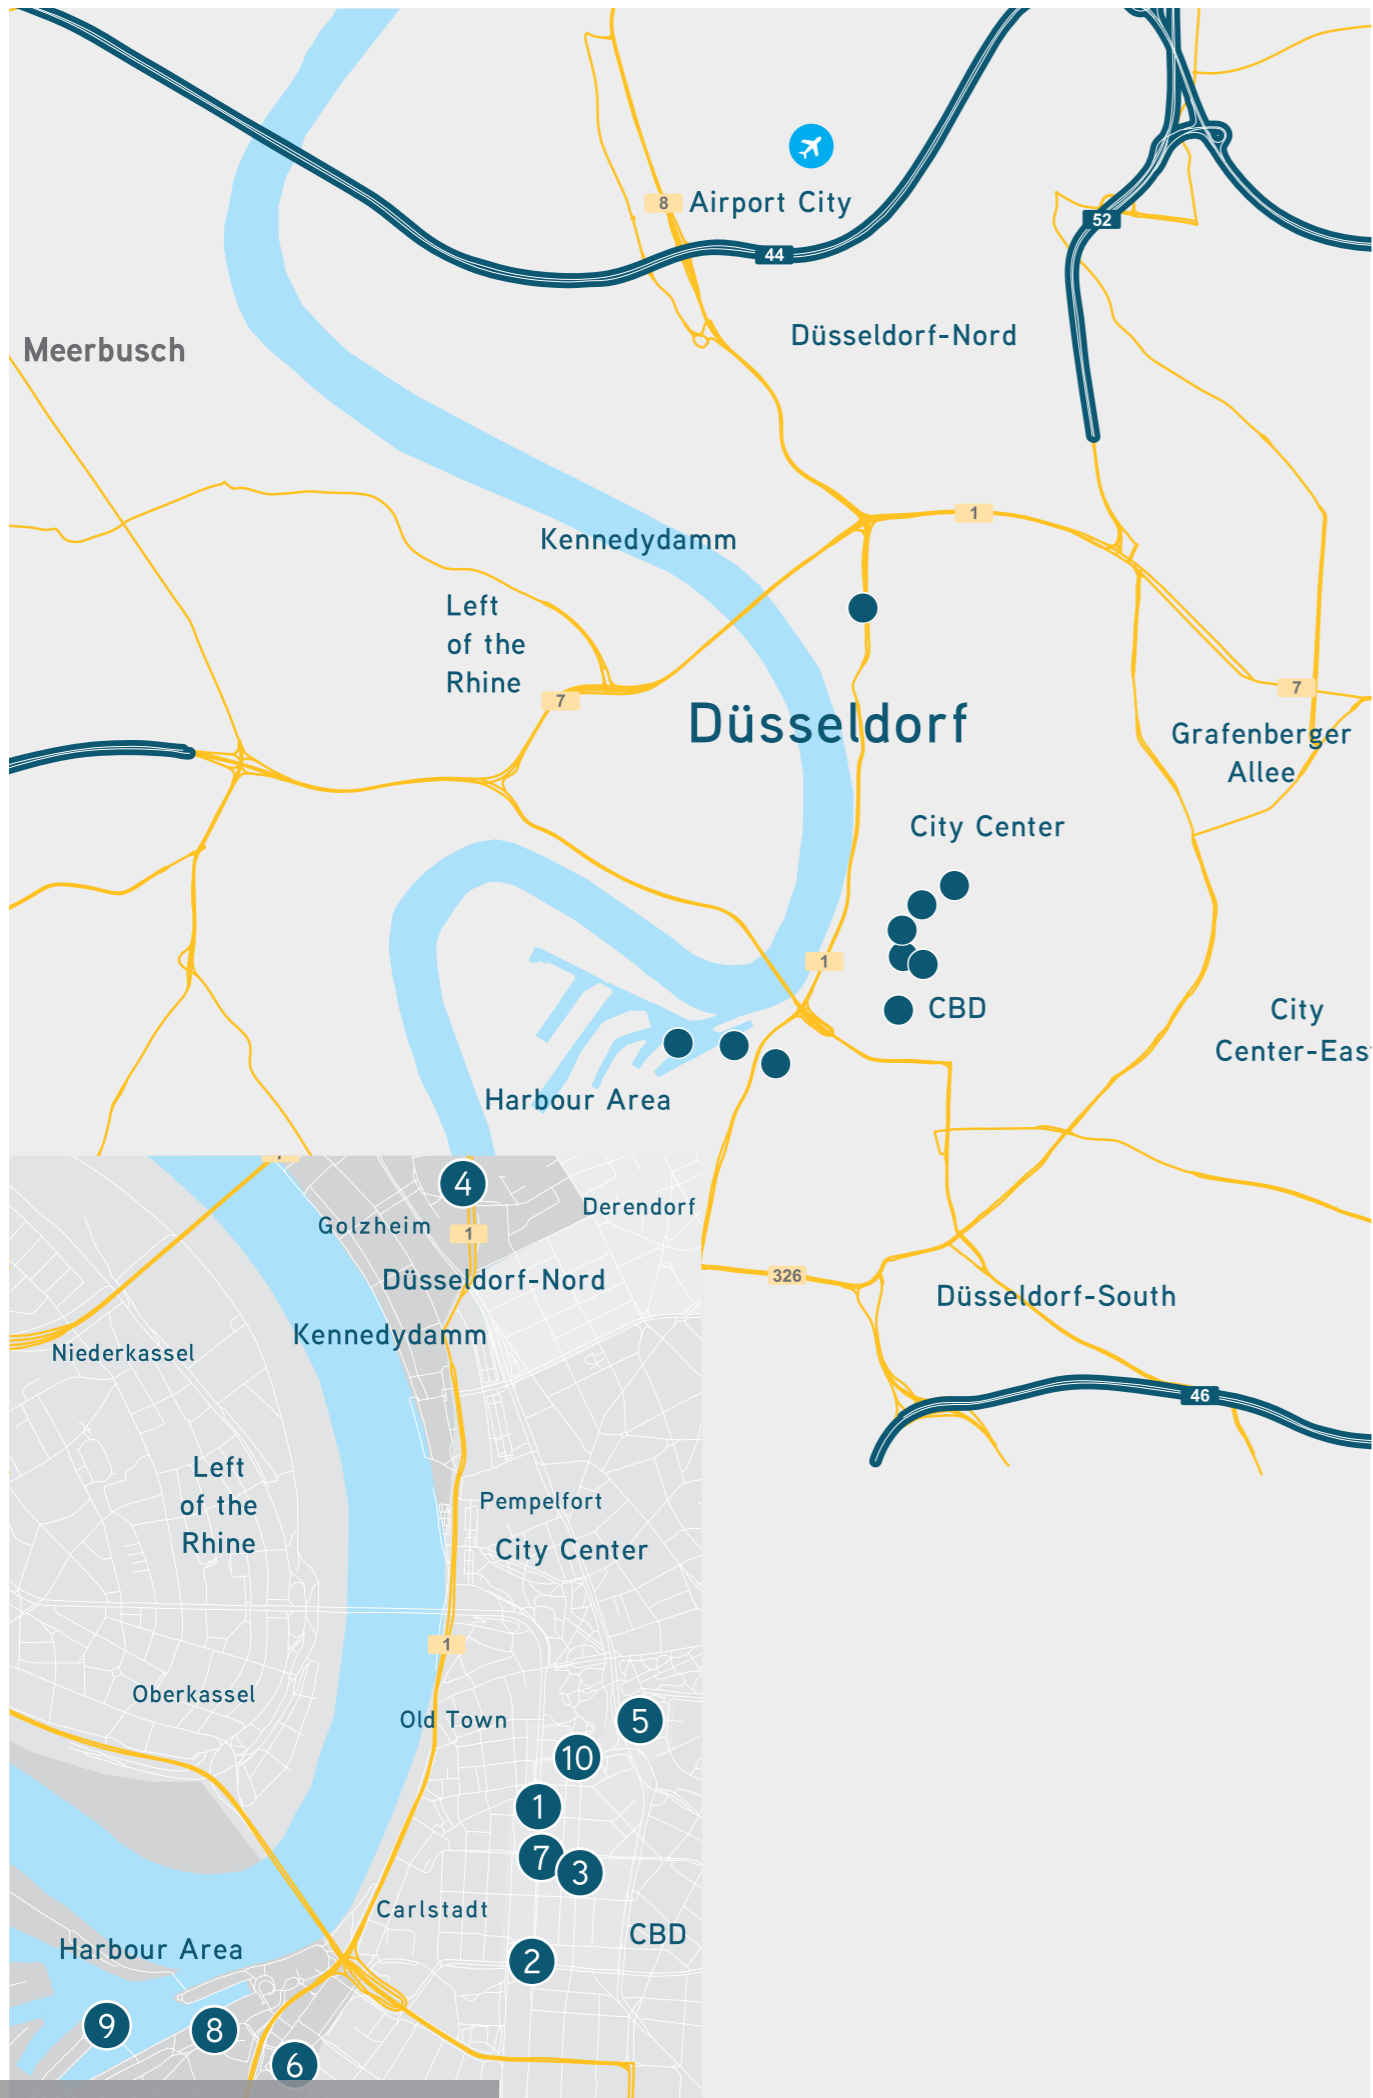 8
Airport City
52
44
Düsseldorf-Nord
Meerbusch
1
Kennedydamm
Left
of the
Rhine
7
7
Düsseldorf
Grafenberger
Allee
City Center
1
CBD
City
Center-Eas
Harbour Area
4
Derendorf
Golzheim
1
Düsseldorf-Nord
326
Düsseldorf-South
Kennedydamm
Niederkassel
46
Left
of the
Rhine
Pempelfort
City Center
1
Oberkassel
Old Town
5
10
1
7
3
Carlstadt
CBD
Harbour Area
2
9
8
6